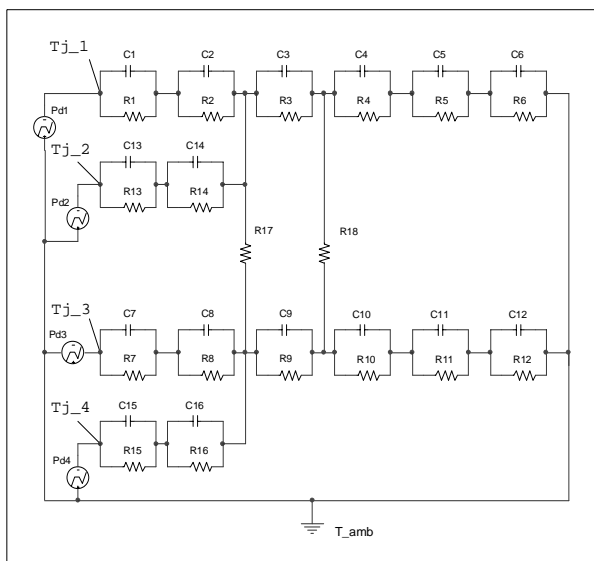 Tj_1
C1 C2 C3 C4 C5 C6
R1 R2 R3 R4 R5 R6
Pd1
Tj_2
C13 C14
R13 R14
Pd2
R17 R18
Tj_3
C7 C8 C9 C10 C11 C12
Pd3
R7 R8 R9 R10 R11 R12
Tj_4
C15 C16
R15 R16
Pd4
T_amb